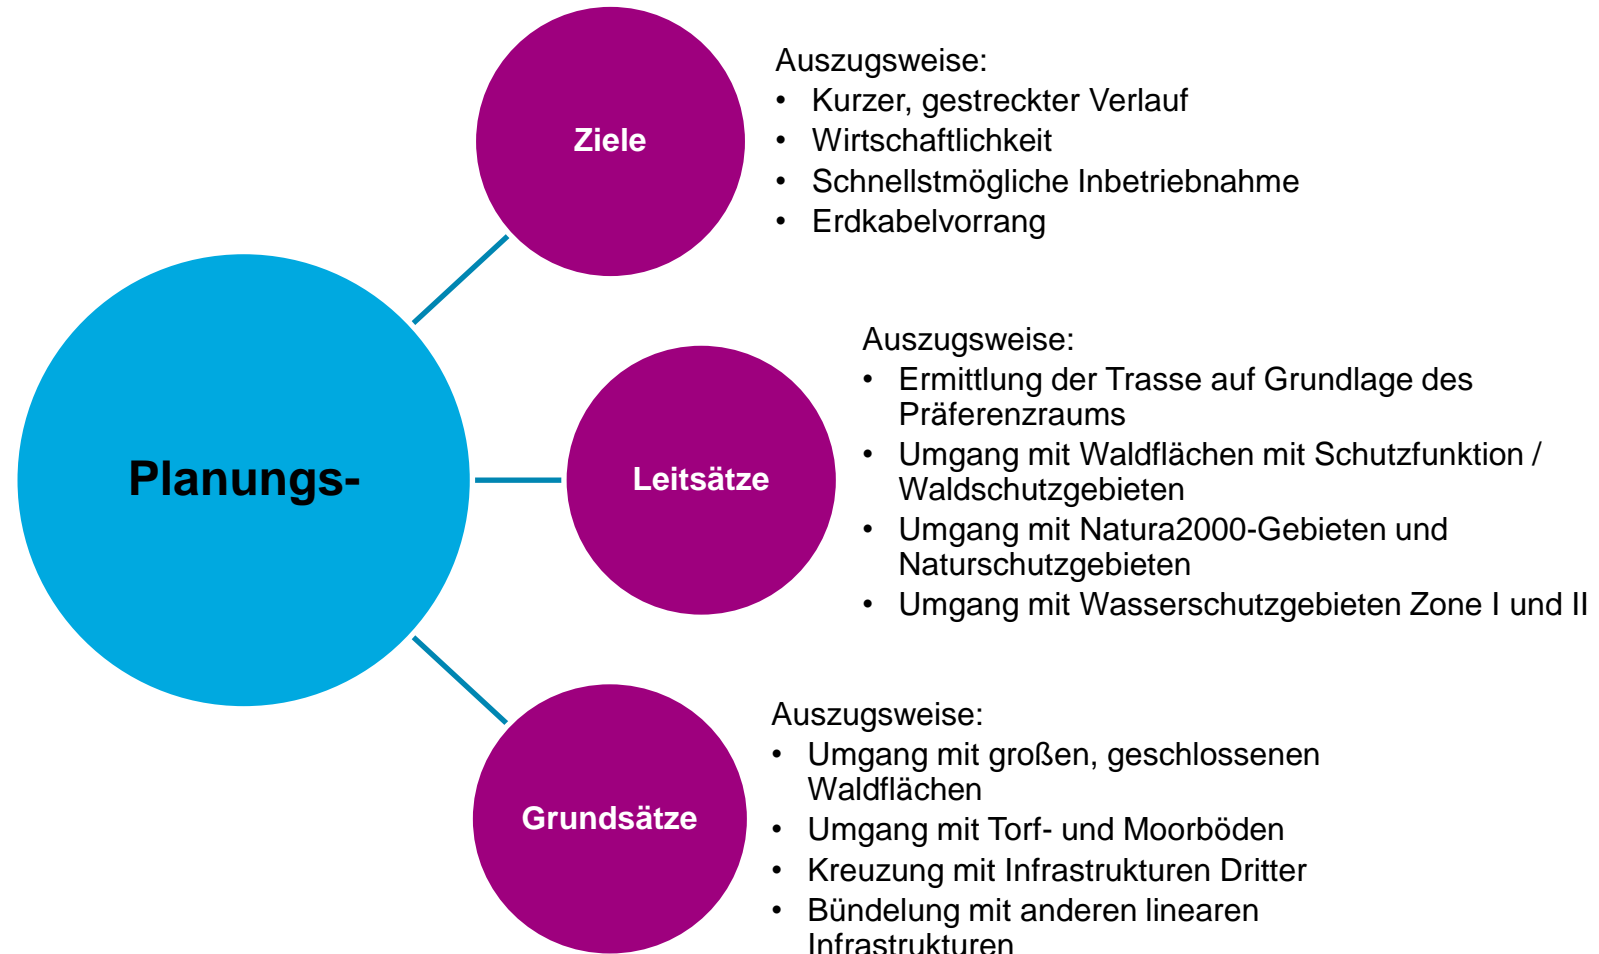 Planungs-
Ziele
Auszugsweise:
• Kurzer, gestreckter Verlauf
• Wirtschaftlichkeit
• Schnellstmögliche Inbetriebnahme
• Erdkabelvorrang
Leitsätze
Auszugsweise:
• Ermittlung der Trasse auf Grundlage des
Präferenzraums
• Umgang mit Waldflächen mit Schutzfunktion /
Waldschutzgebieten
• Umgang mit Natura2000-Gebieten und
Naturschutzgebieten
• Umgang mit Wasserschutzgebieten Zone I und II
Grundsätze
Auszugsweise:
• Umgang mit großen, geschlossenen
Waldflächen
• Umgang mit Torf- und Moorböden
• Kreuzung mit Infrastrukturen Dritter
• Bündelung mit anderen linearen
Infrastrukturen